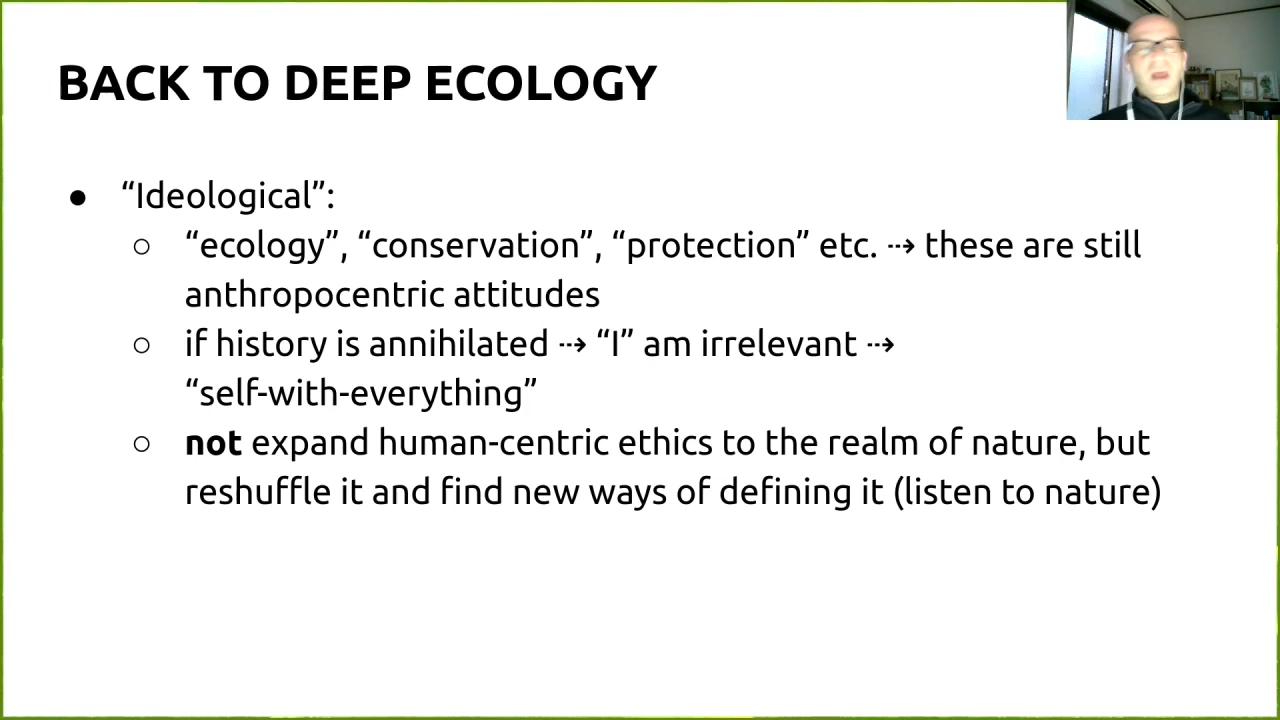 BACK TO DEEP ECOLOGY
● “Ideological”:
○ “ecology”, “conservation”, “protection” etc. ⇢ these are still
anthropocentric attitudes
○ if history is annihilated ⇢ “I” am irrelevant ⇢
“self-with-everything”
○ not expand human-centric ethics to the realm of nature, but
reshuffle it and find new ways of defining it (listen to nature)